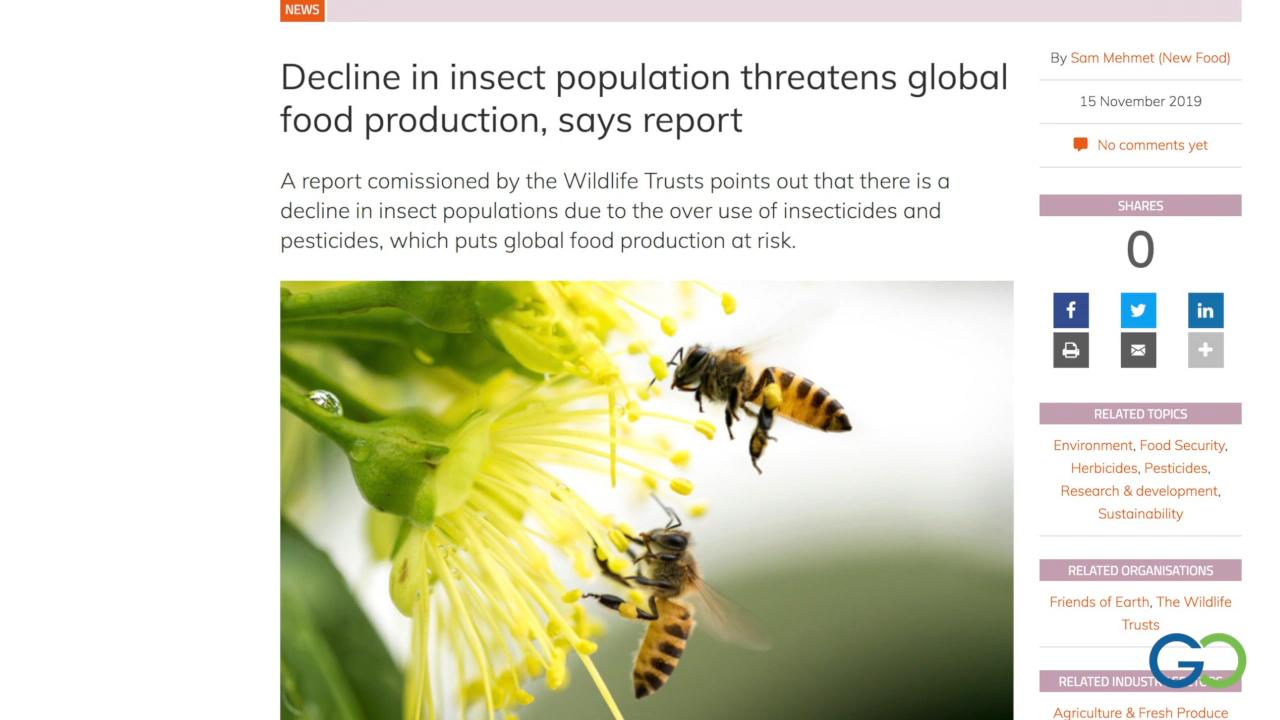 NEWS
Decline in insect population threatens global
food production, says report
A report comissioned by the Wildlife Trusts points out that there is a
decline in insect populations due to the over use of insecticides and
pesticides, which puts global food production at risk.
By Sam Mehmet (New Food)
15 November 2019
No comments yet
SHARES
0
f
in
+
RELATED TOPICS
Environment, Food Security,
Herbicides, Pesticides,
Research & development,
Sustainability
RELATED ORGANISATIONS
Friends of Earth, The Wildlife
Trusts
GO
RELATED INDUSTRY SECTORS
Agriculture & Fresh Produce